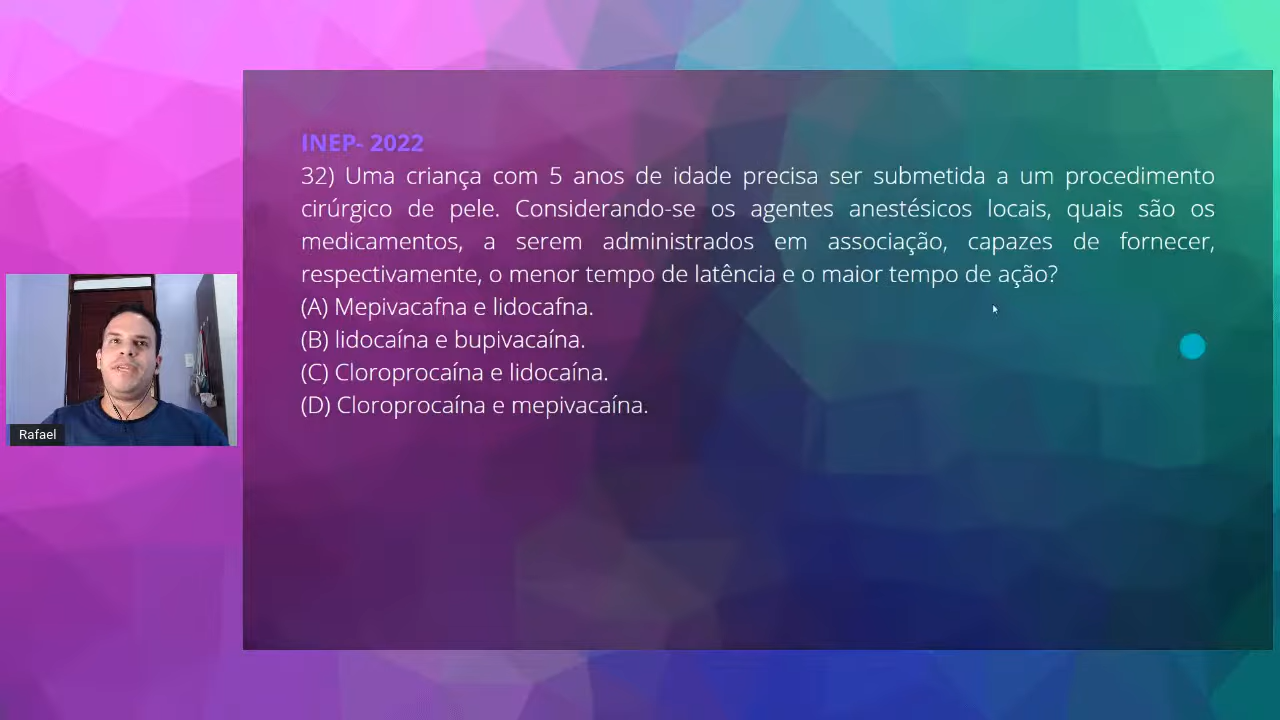 INEP- 2022
32) Uma criança com 5 anos de idade precisa ser submetida a um procedimento
cirúrgico de pele. Considerando-se os agentes anestésicos locais, quais são os
medicamentos, a serem administrados em associação, capazes de fornecer,
respectivamente, o menor tempo de latência e o maior tempo de ação?
(A) Mepivacafna e lidocafna.
(B) lidocaína e bupivacaína.
(C) Cloroprocaína e lidocaína.
(D) Cloroprocaína e mepivacaína.
Rafael